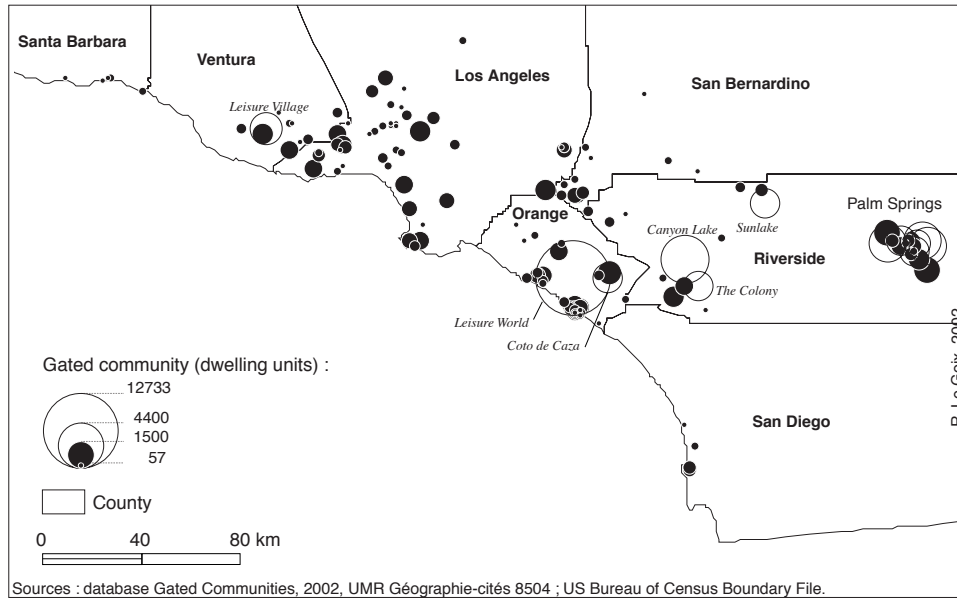 Santa Barbara
Ventura
Los Angeles
San Bernardino
Leisure Village
Orange
Palm Springs
Canyon Lake
Sunlake
Riverside
The Colony
Leisure World
Coto de Caza
San Diego
Gated community (dwelling units) :
12733
4400
1500
57
County
0 40 80 km
Sources : database Gated Communities, 2002, UMR Géographie-cités 8504 ; US Bureau of Census Boundary File.